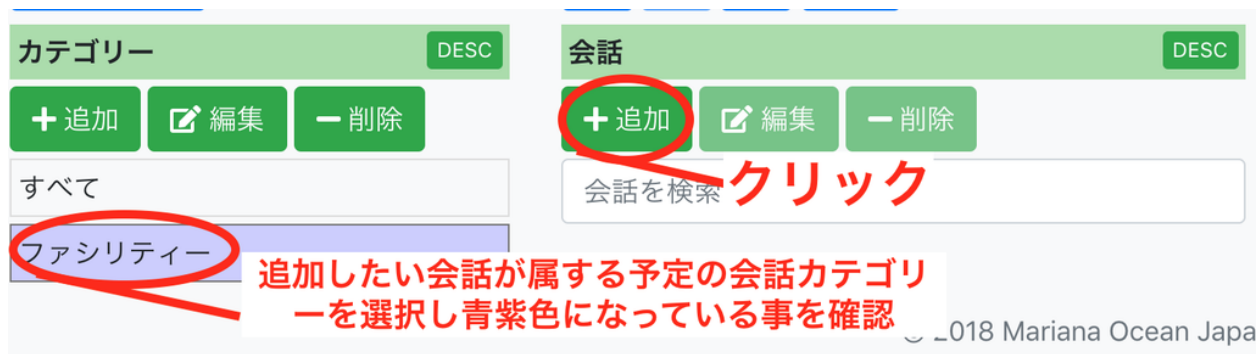 カテゴリー DESC
会話 DESC
追加 編集 削除
追加 編集 削除
すべて
会話を検索
クリック
ファシリティー
追加したい会話が属する予定の会話カテゴリ
ーを選択し青紫色になっている事を確認
© 2018 Mariana Ocean Japa